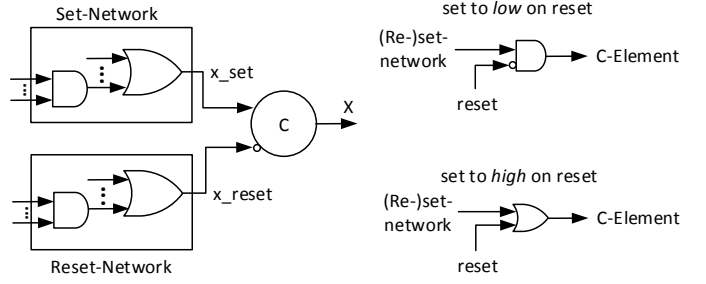 Set-Network
x_set
C
X
x_reset
Reset-Network
set to low on reset
(Re-)set-
network
C-Element
reset
set to high on reset
(Re-)set-
network
C-Element
reset